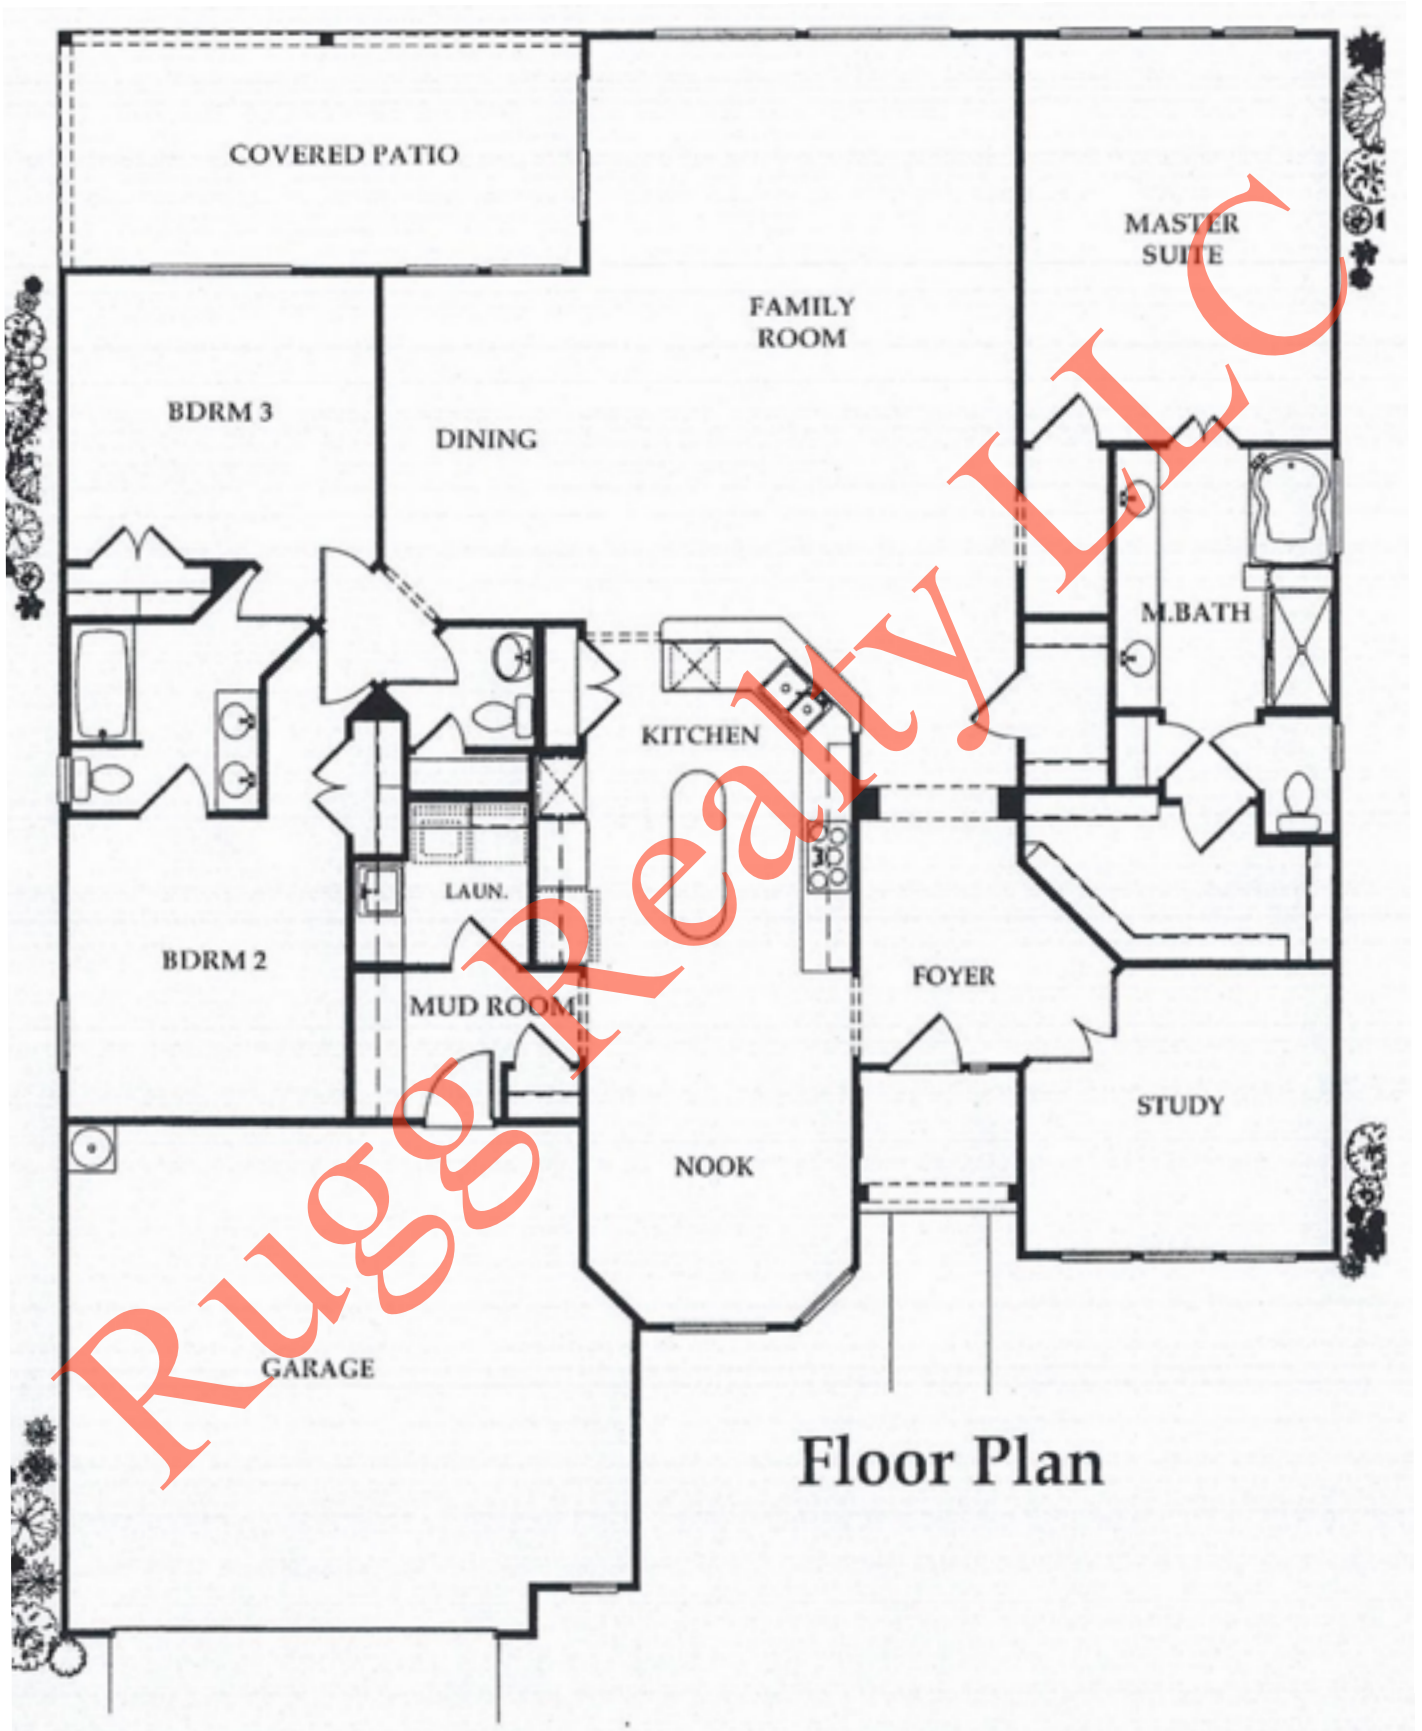 COVERED PATIO
MASTER
SUITE
FAMILY
ROOM
BDRM 3
DINING
M.BATH
KITCHEN
LAUN.
BDRM 2
FOYER
MUD ROOM
STUDY
NOOK
GARAGE
Floor Plan
Rugg Realty LLC